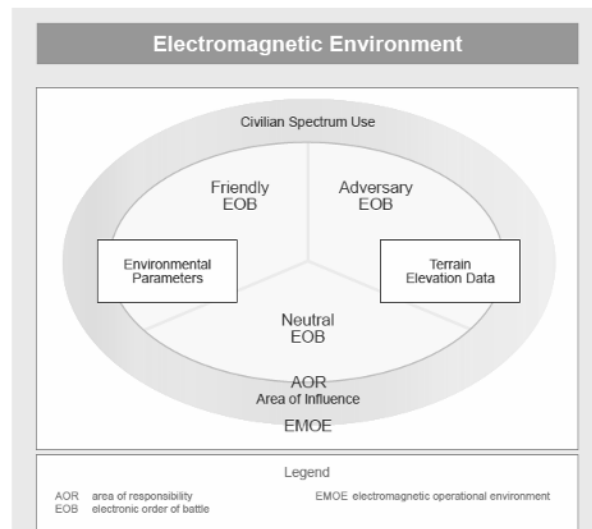 Electromagnetic Environment
Civilian Spectrum Use
Friendly
EOB
Adversary
EOB
Environmental
Parameters
Terrain
Elevation Data
Neutral
EOB
AOR
Area of Influence
EMOE
Legend
AOR area of responsibility
EOB electronic order of battle
EMOE electromagnetic operational environment